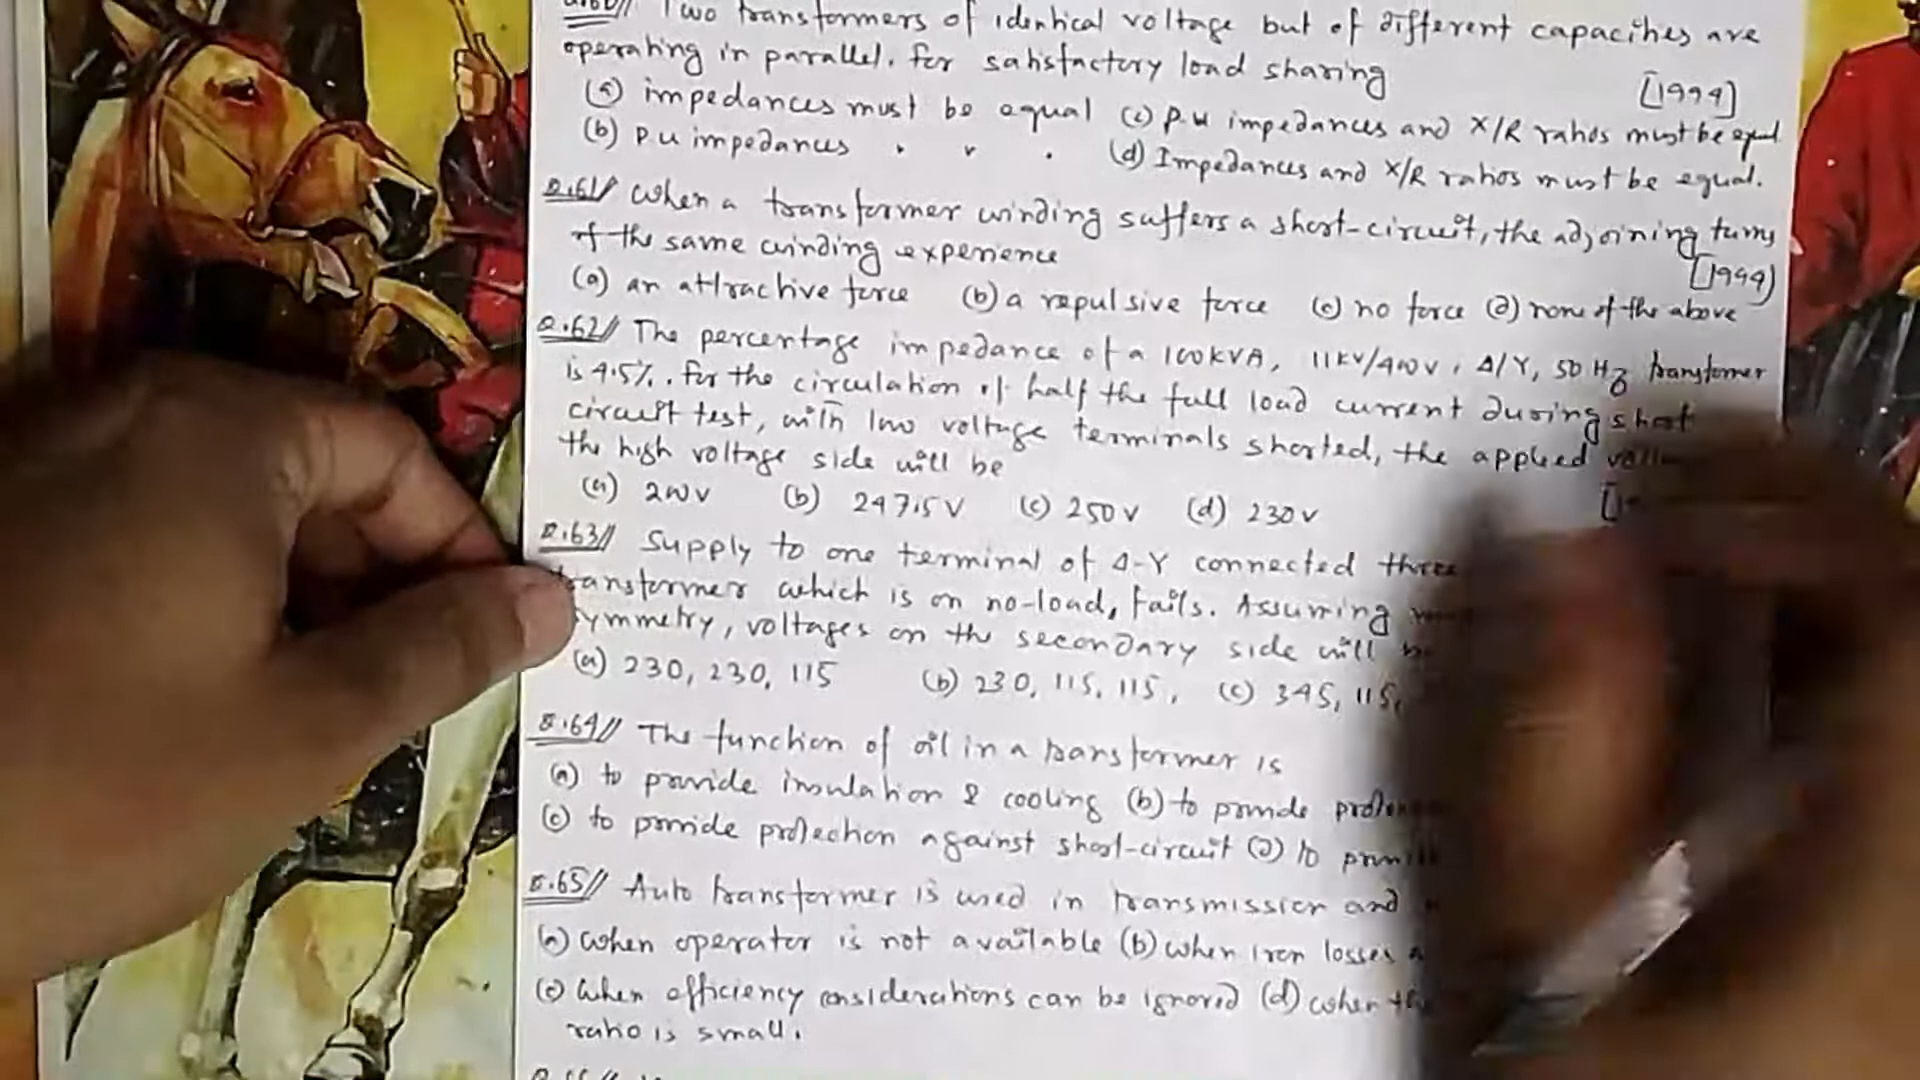 Two transformers of identical voltage but of different capacities are
operating in parallel. for satisfactory load sharing
[1994]
(a) impedances must be equal (c) p.u impedances and X/R ratios must be equal
(b) p.u impedances " " " (d) Impedances and X/R ratios must be equal.
Q.61// When a transformer winding suffers a short-circuit, the adjoining turns
of the same winding experience
[1994]
(a) an attractive force (b) a repulsive force (c) no force (d) none of the above
Q.62// The percentage impedance of a 100kVA, 11kV/400V, Δ/Y, 50 Hz transformer
is 4.5%. for the circulation of half the full load current during short
circuit test, with low voltage terminals shorted, the applied
the high voltage side will be
(a) 200V (b) 247.5V (c) 250V (d) 230V
Q.63// Supply to one terminal of Δ-Y connected three
transformer which is on no-load, fails. Assuming
symmetry, voltages on the secondary side will
(a) 230, 230, 115 (b) 230, 115, 115, (c) 345, 115,
Q.64// The function of oil in a transformer is
(a) to provide insulation & cooling (b) to provide
(c) to provide protection against short-circuit (d) to
Q.65// Auto transformer is used in transmission and
(a) when operator is not available (b) when iron losses
(c) when efficiency considerations can be ignored (d) when
ratio is small.